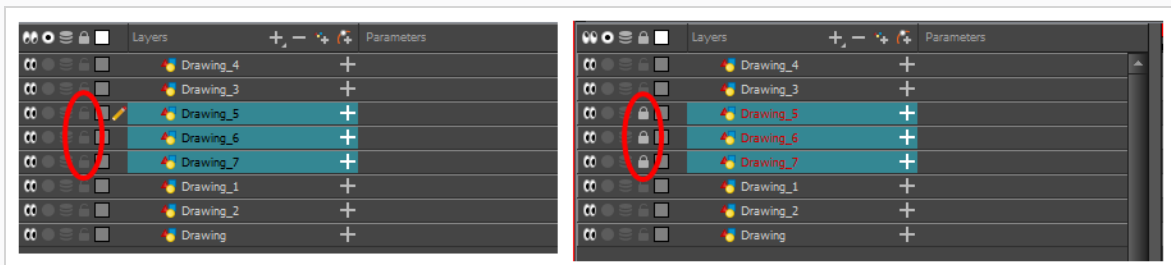 Layers Parameters
Drawing_4
Drawing_3
Drawing_5
Drawing_6
Drawing_7
Drawing_1
Drawing_2
Drawing
Layers Parameters
Drawing_4
Drawing_3
Drawing_5
Drawing_6
Drawing_7
Drawing_1
Drawing_2
Drawing